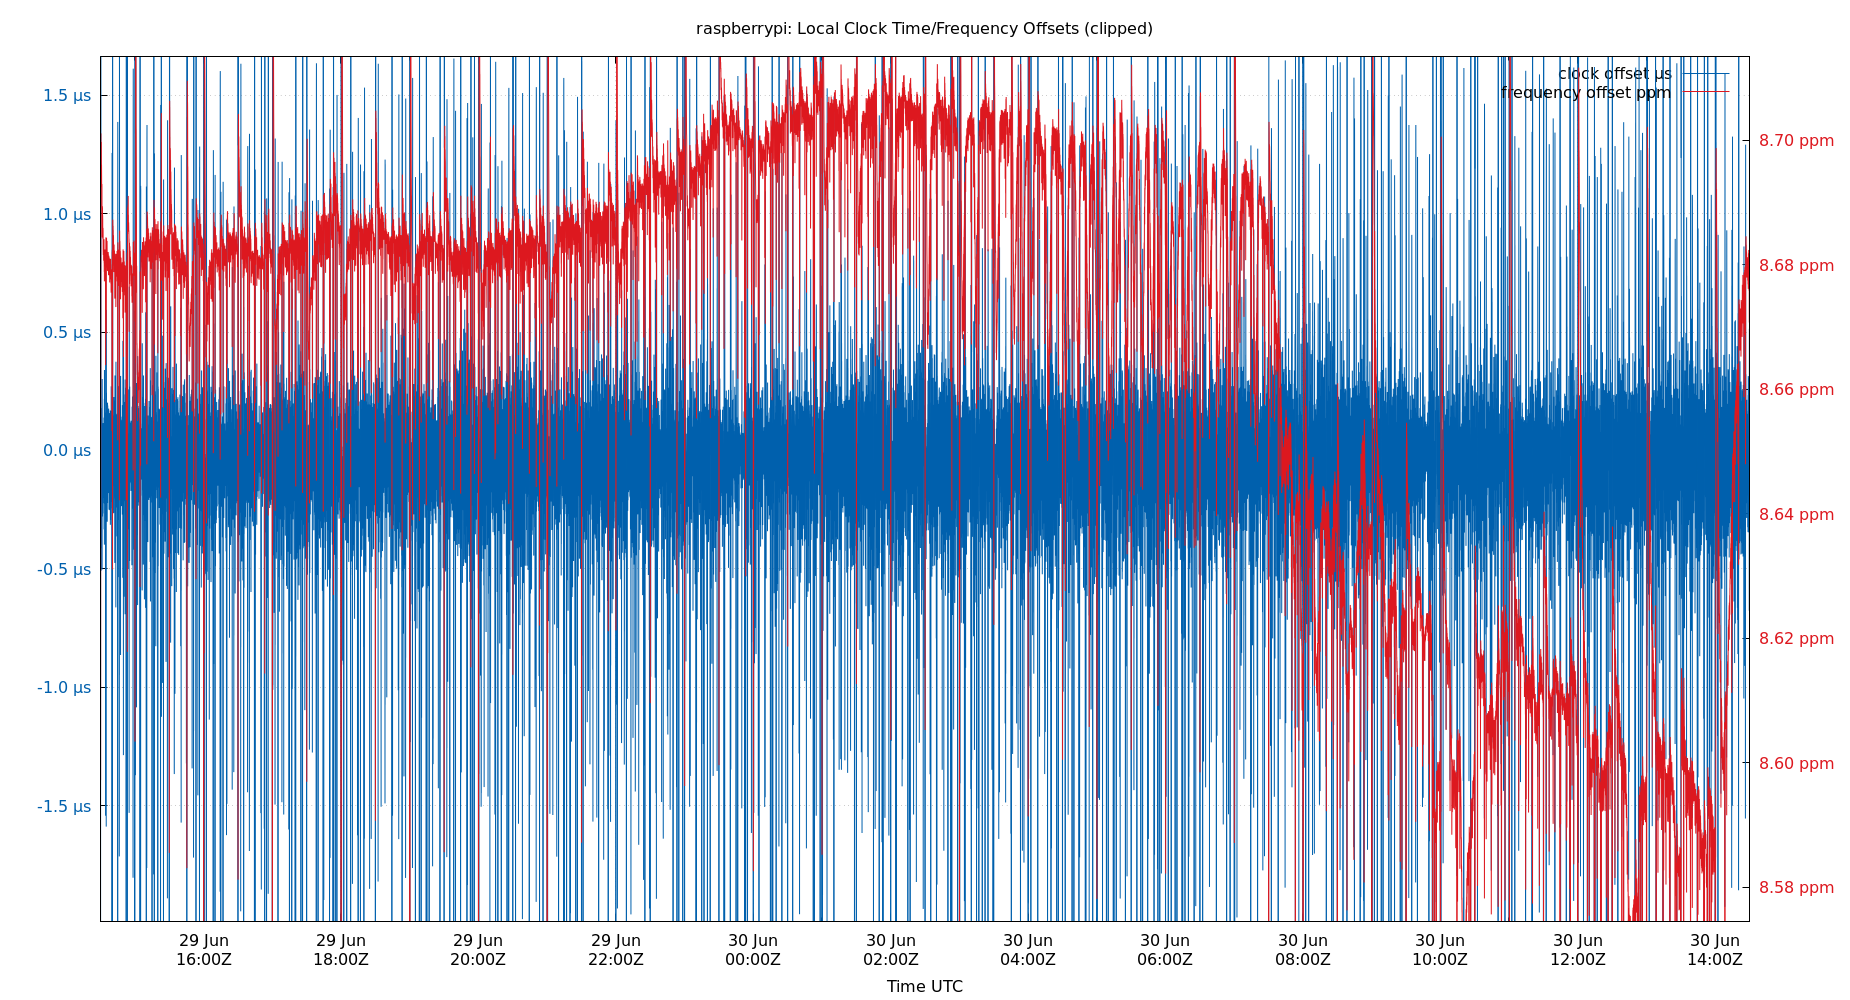 raspberrypi: Local Clock Time/Frequency Offsets (clipped)
clock offset µs
frequency offset ppm
1.5 µs
1.0 µs
0.5 µs
0.0 µs
-0.5 µs
-1.0 µs
-1.5 µs
8.70 ppm
8.68 ppm
8.66 ppm
8.64 ppm
8.62 ppm
8.60 ppm
8.58 ppm
29 Jun 29 Jun 29 Jun 29 Jun 30 Jun 30 Jun 30 Jun 30 Jun 30 Jun 30 Jun 30 Jun 30 Jun
16:00Z 18:00Z 20:00Z 22:00Z 00:00Z 02:00Z 04:00Z 06:00Z 08:00Z 10:00Z 12:00Z 14:00Z
Time UTC